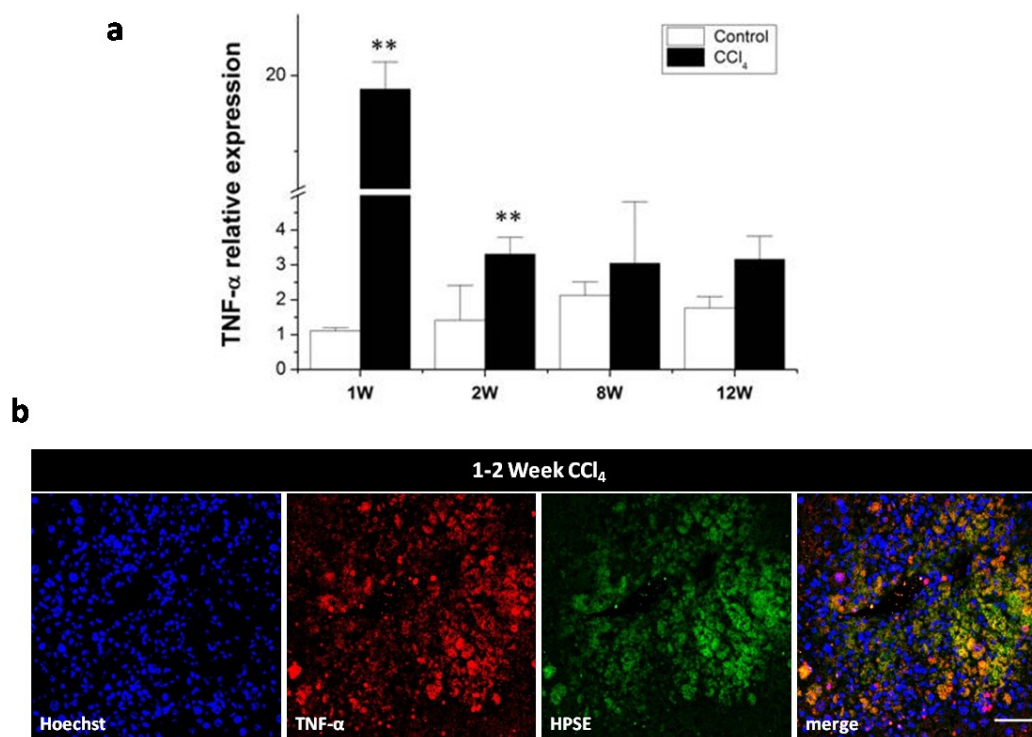 a
TNF-α relative expression
Control
CCl₄
**
**
20
4
3
2
1
0
1W 2W 8W 12W
b
1-2 Week CCl₄
Hoechst TNF-α HPSE merge